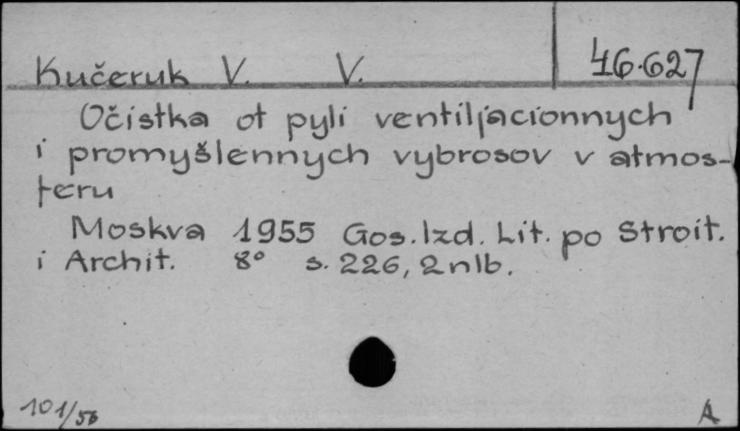 Kučeruk V. V.
46.627
Očistka ot pyli ventiljacionnych
i promyšlennych vybrosov v atmos-
feru
Moskva 1955 Gos. Izd. Lit. po Stroit.
i Archit. 8° s. 226, 2 nlb.
101/56
A